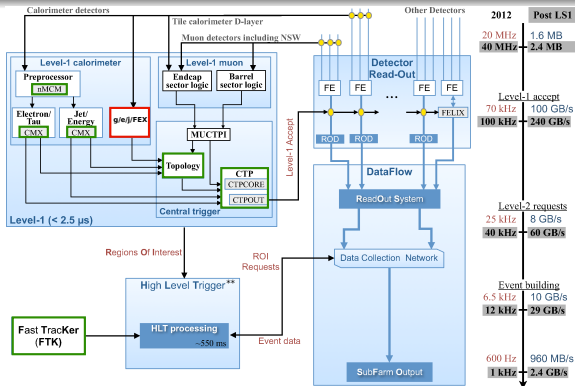 Calorimeter detectors
Tile calorimeter D-layer
Muon detectors including NSW
Other Detectors
2012
Post LS1
Level-1 calorimeter
Preprocessor
nMCM
Electron/
Tau
CMX
Jet/
Energy
CMX
g/e/j/FEX
Level-1 muon
Endcap
sector logic
Barrel
sector logic
MUCTPI
Topology
CTP
CTPCORE
CTPOUT
Central trigger
Level-1 (< 2.5 µs)
Level-1 Accept
Detector
Read-Out
FE
FE
...
FE
FE
FELIX
ROD
ROD
ROD
DataFlow
ReadOut System
Data Collection Network
SubFarm Output
Regions Of Interest
ROI
Requests
High Level Trigger**
HLT processing
~550 ms
Event data
Fast TracKer
(FTK)
20 MHz
1.6 MB
40 MHz
2.4 MB
Level-1 accept
70 kHz
100 GB/s
100 kHz
240 GB/s
Level-2 requests
25 kHz
8 GB/s
40 kHz
60 GB/s
Event building
6.5 kHz
10 GB/s
12 kHz
29 GB/s
600 Hz
960 MB/s
1 kHz
2.4 GB/s